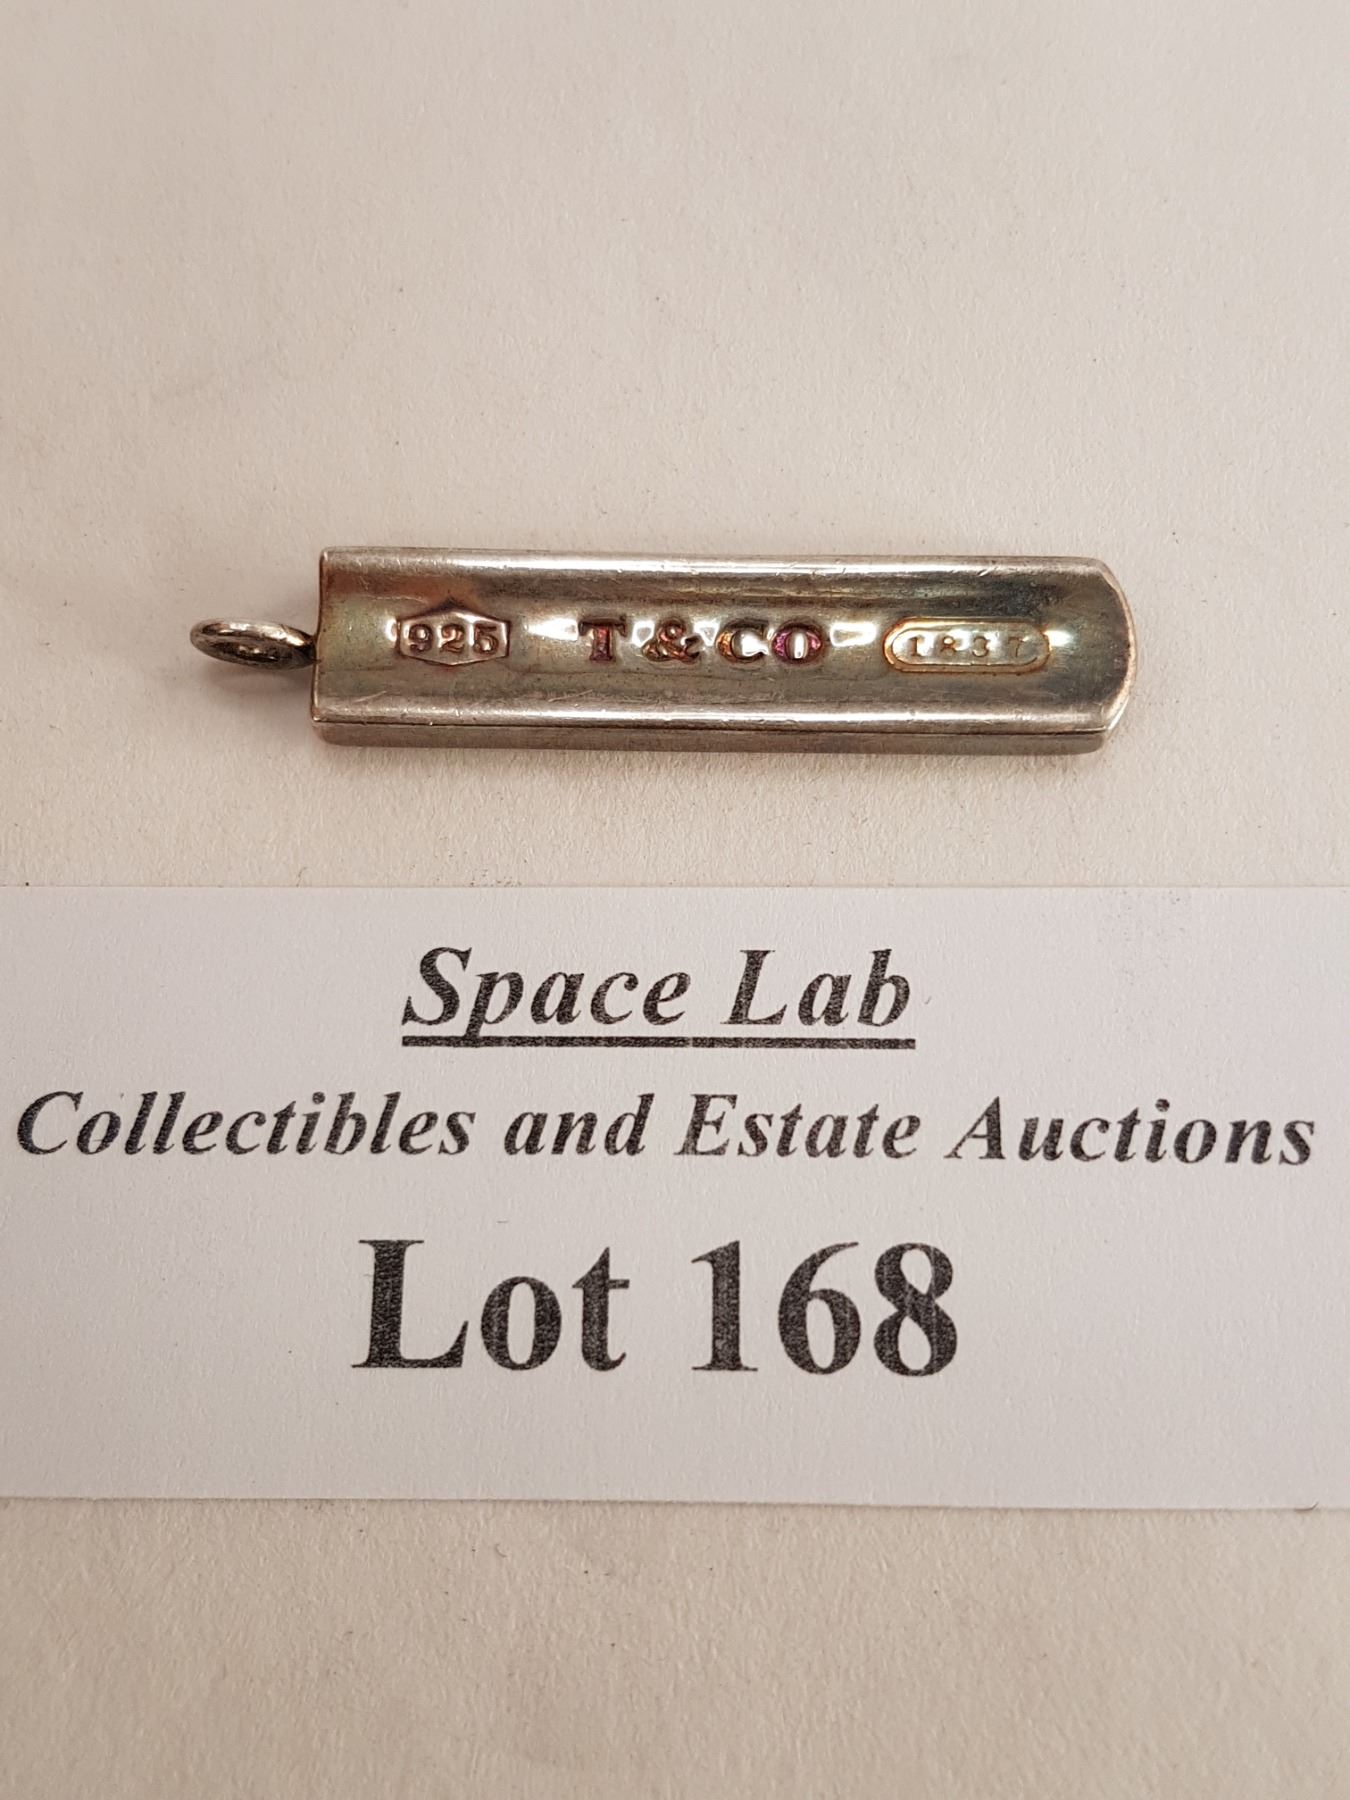 925 T&CO 1837
Space Lab
Collectibles and Estate Auctions
Lot 168